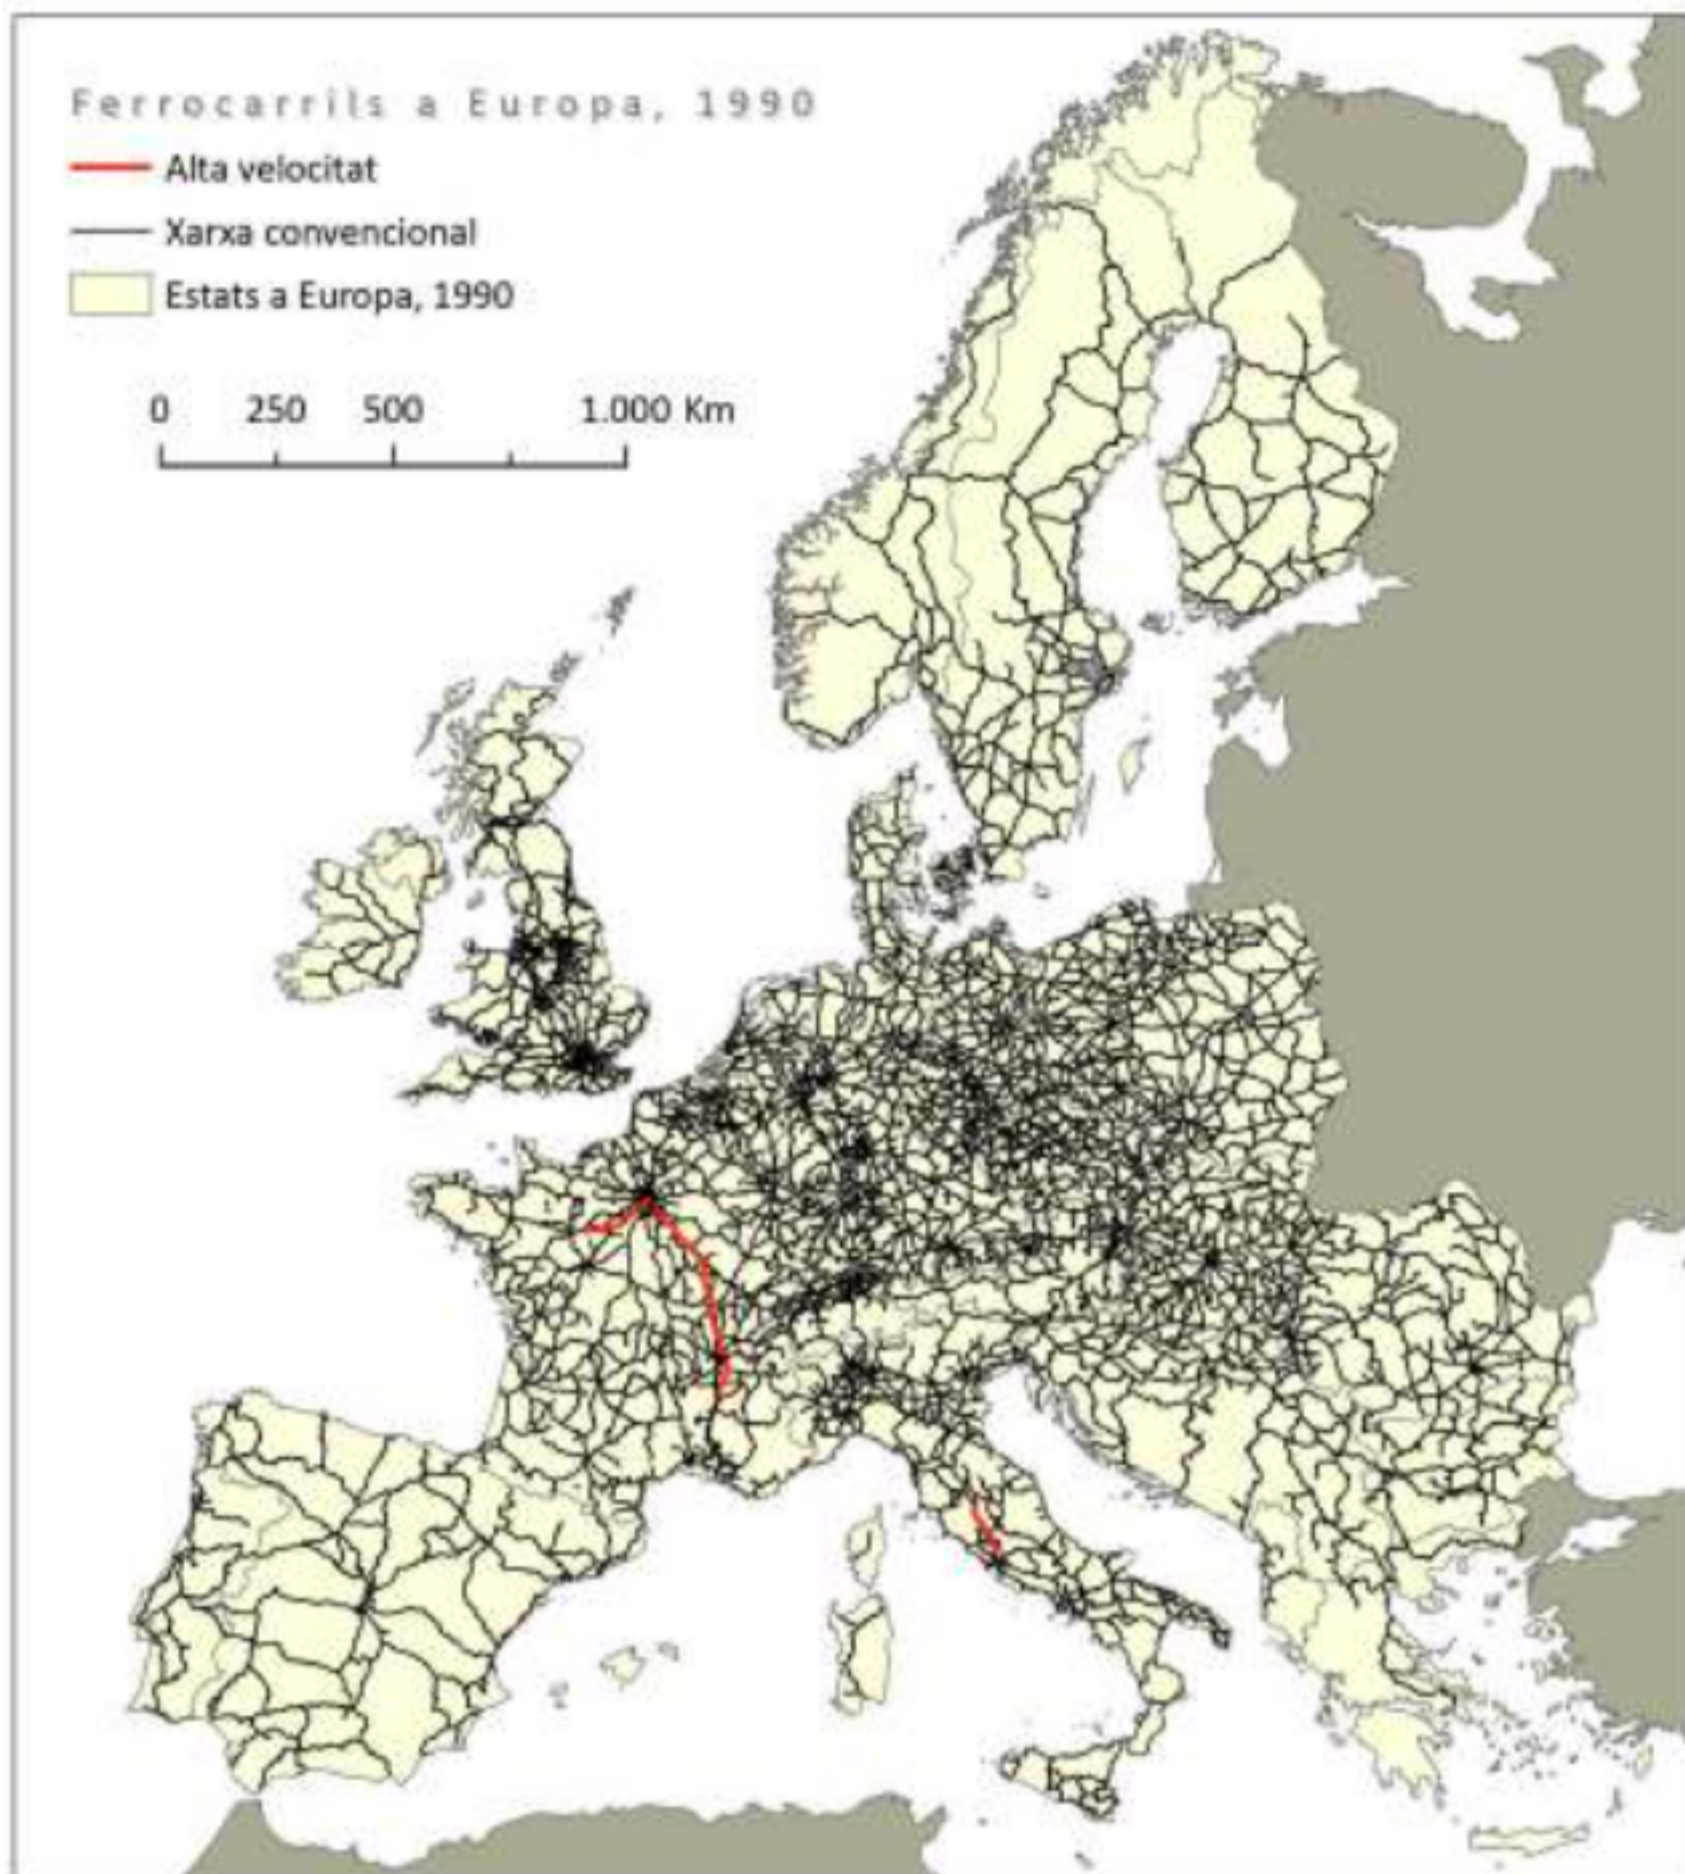 Ferrocarrils a Europa, 1990
Alta velocitat
Xarxa convencional
Estats a Europa, 1990
0 250 500 1.000 Km